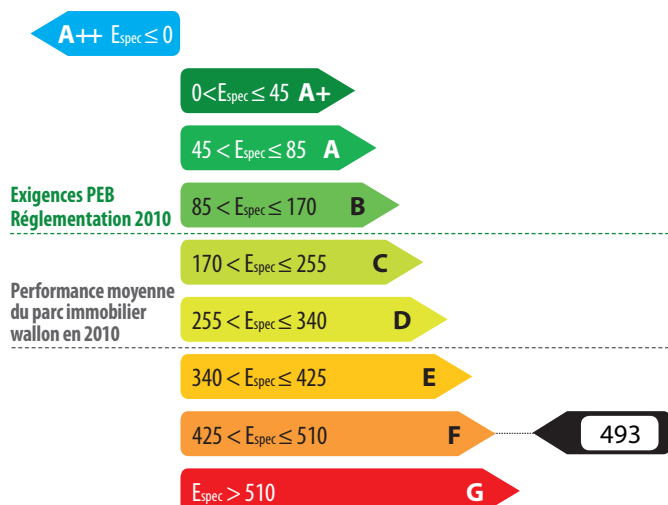 A++ Espec ≤ 0
0<Espec ≤ 45 A+
45 < Espec ≤ 85 A
Exigences PEB
Réglementation 2010
85 < Espec ≤ 170 B
170 < Espec ≤ 255 C
Performance moyenne
du parc immobilier
wallon en 2010
255 < Espec ≤ 340 D
340 < Espec ≤ 425 E
425 < Espec ≤ 510 F
493
Espec > 510 G